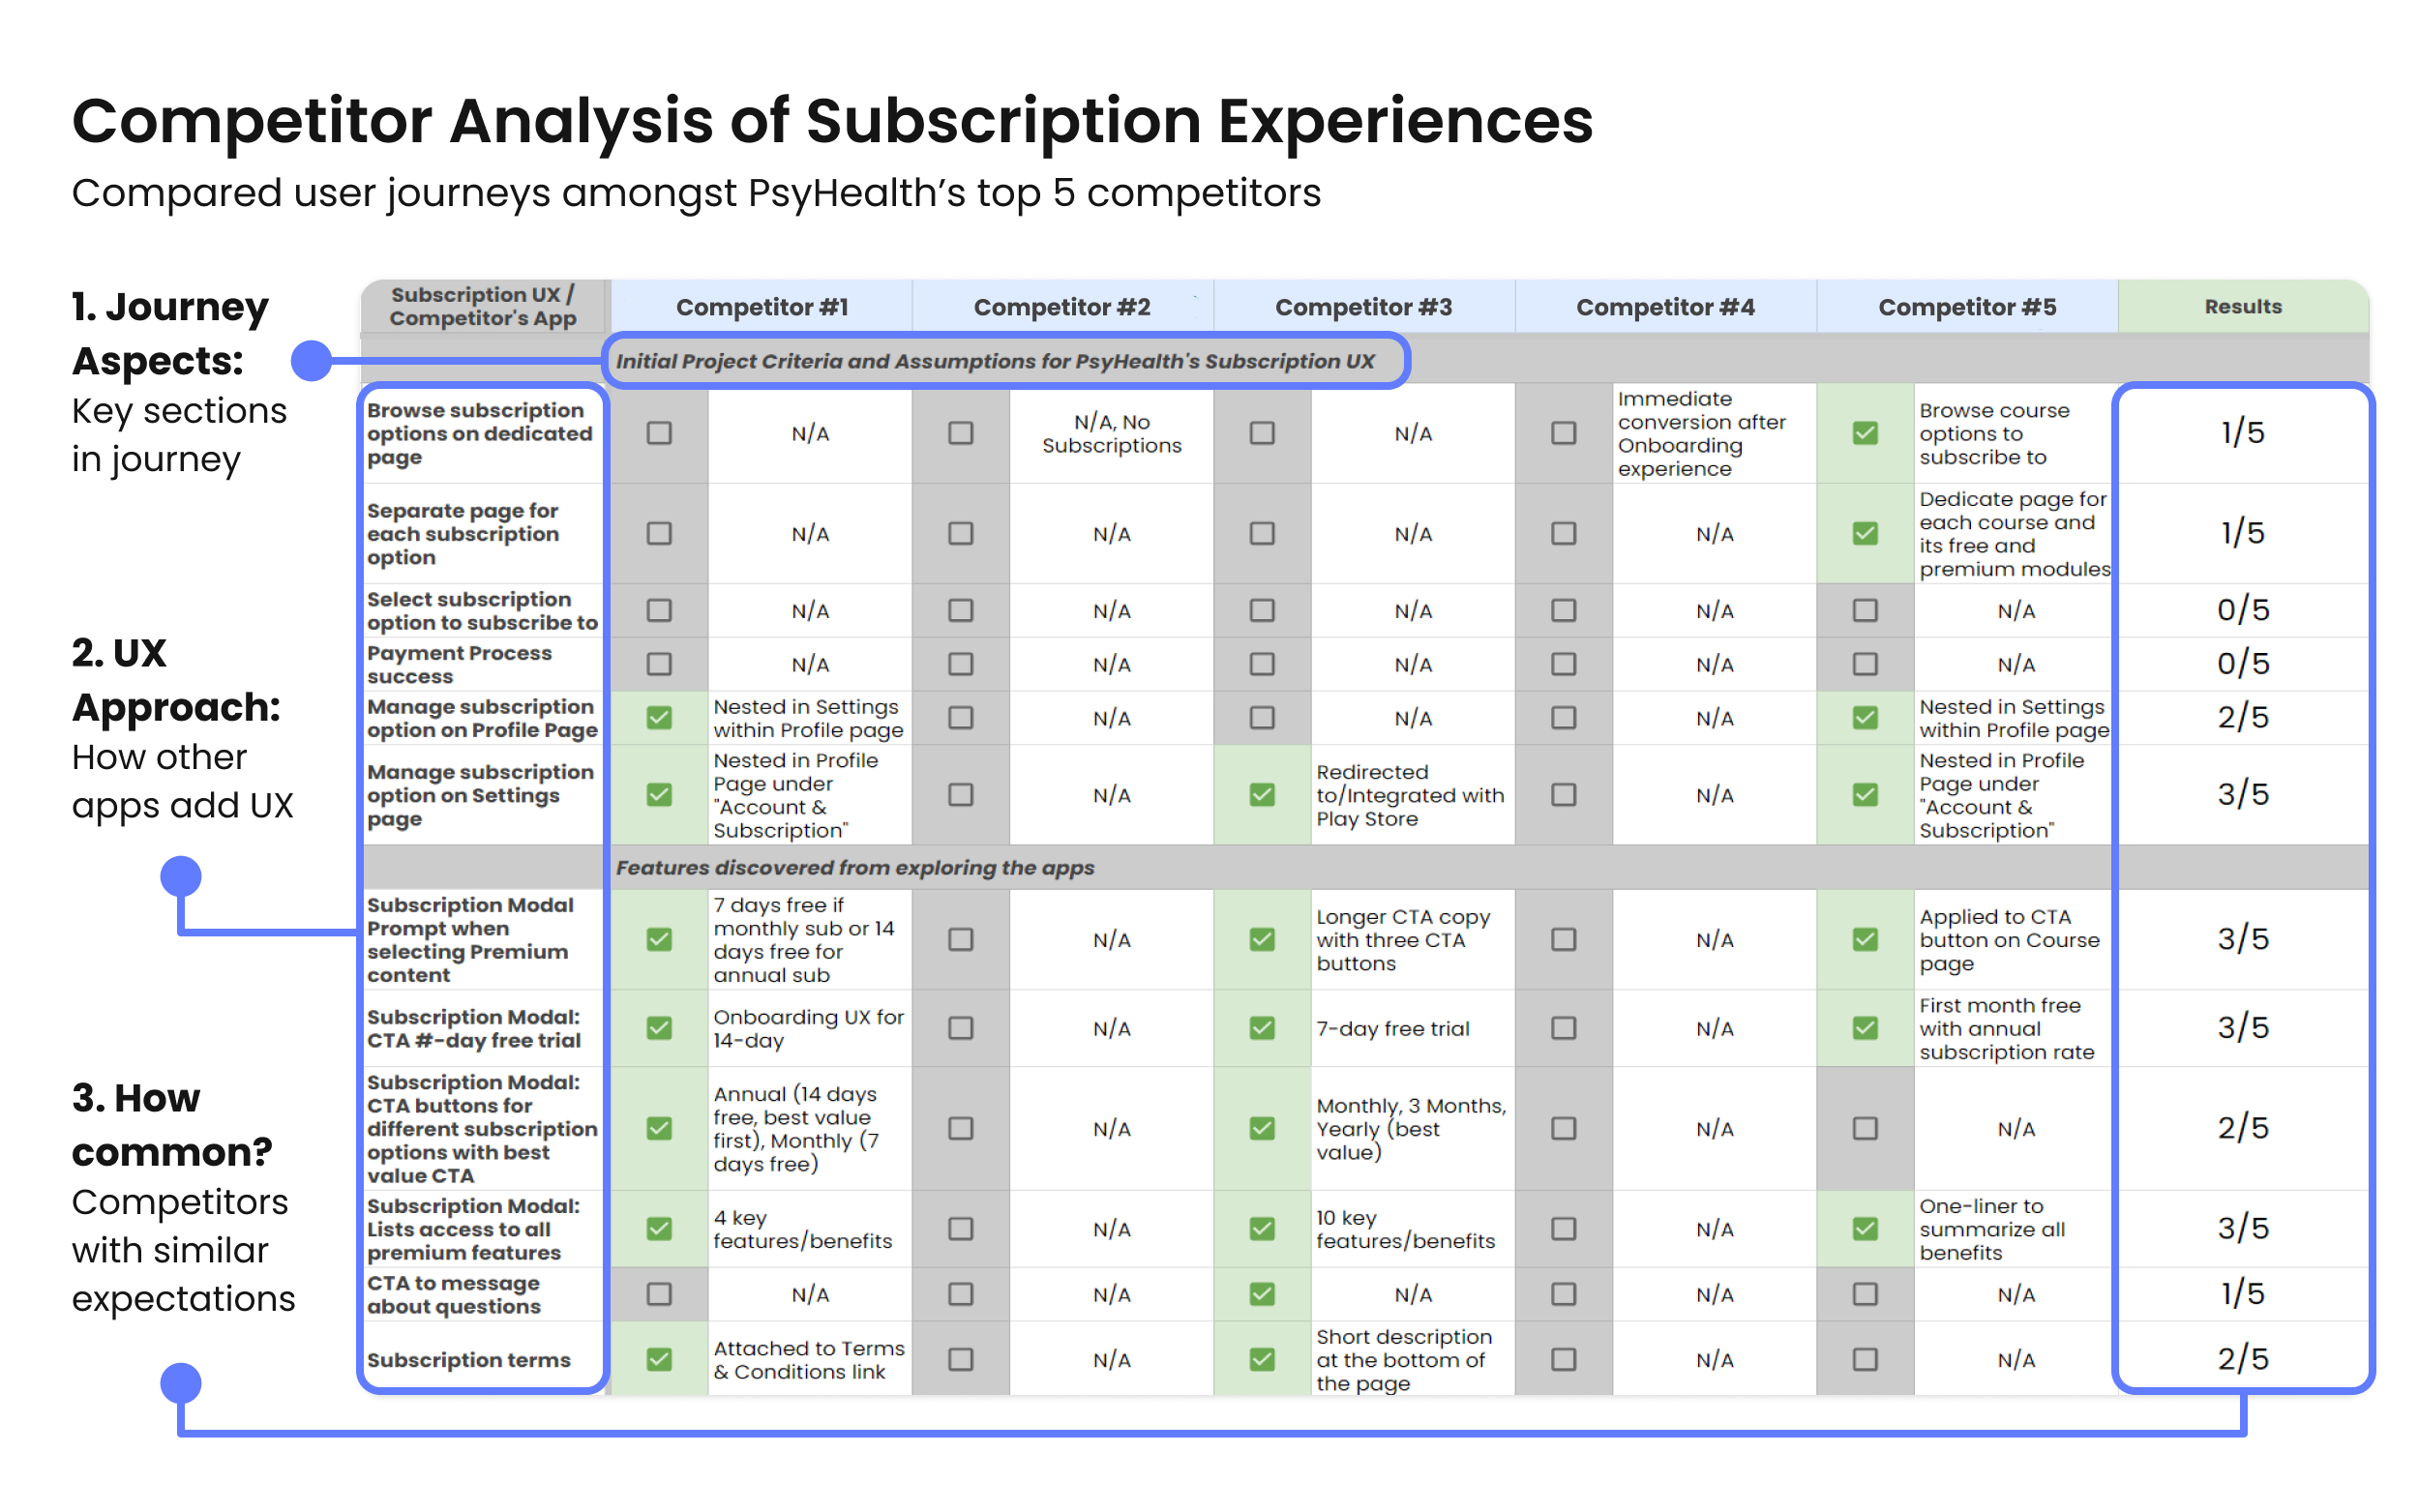 Competitor Analysis of Subscription Experiences
Compared user journeys amongst PsyHealth’s top 5 competitors
1. Journey
Aspects:
Key sections
in journey
2. UX
Approach:
How other
apps add UX
3. How
common?
Competitors
with similar
expectations
Subscription UX /
Competitor's App
Competitor #1
Competitor #2
Competitor #3
Competitor #4
Competitor #5
Results
Initial Project Criteria and Assumptions for PsyHealth's Subscription UX
Browse subscription
options on dedicated
page
N/A
N/A, No
Subscriptions
N/A
Immediate
conversion after
Onboarding
experience
Browse course
options to
subscribe to
1/5
Separate page for
each subscription
option
N/A
N/A
N/A
N/A
Dedicate page for
each course and
its free and
premium modules
1/5
Select subscription
option to subscribe to
N/A
N/A
N/A
N/A
N/A
0/5
Payment Process
success
N/A
N/A
N/A
N/A
N/A
0/5
Manage subscription
option on Profile Page
Nested in Settings
within Profile page
N/A
N/A
N/A
Nested in Settings
within Profile page
2/5
Manage subscription
option on Settings
page
Nested in Profile
Page under
"Account &
Subscription"
N/A
Redirected
to/Integrated with
Play Store
N/A
Nested in Profile
Page under
"Account &
Subscription"
3/5
Features discovered from exploring the apps
Subscription Modal
Prompt when
selecting Premium
content
7 days free if
monthly sub or 14
days free for
annual sub
N/A
Longer CTA copy
with three CTA
buttons
N/A
Applied to CTA
button on Course
page
3/5
Subscription Modal:
CTA #-day free trial
Onboarding UX for
14-day
N/A
7-day free trial
N/A
First month free
with annual
subscription rate
3/5
Subscription Modal:
CTA buttons for
different subscription
options with best
value CTA
Annual (14 days
free, best value
first), Monthly (7
days free)
N/A
Monthly, 3 Months,
Yearly (best
value)
N/A
N/A
2/5
Subscription Modal:
Lists access to all
premium features
4 key
features/benefits
N/A
10 key
features/benefits
N/A
One-liner to
summarize all
benefits
3/5
CTA to message
about questions
N/A
N/A
N/A
N/A
N/A
1/5
Subscription terms
Attached to Terms
& Conditions link
N/A
Short description
at the bottom of
the page
N/A
N/A
2/5